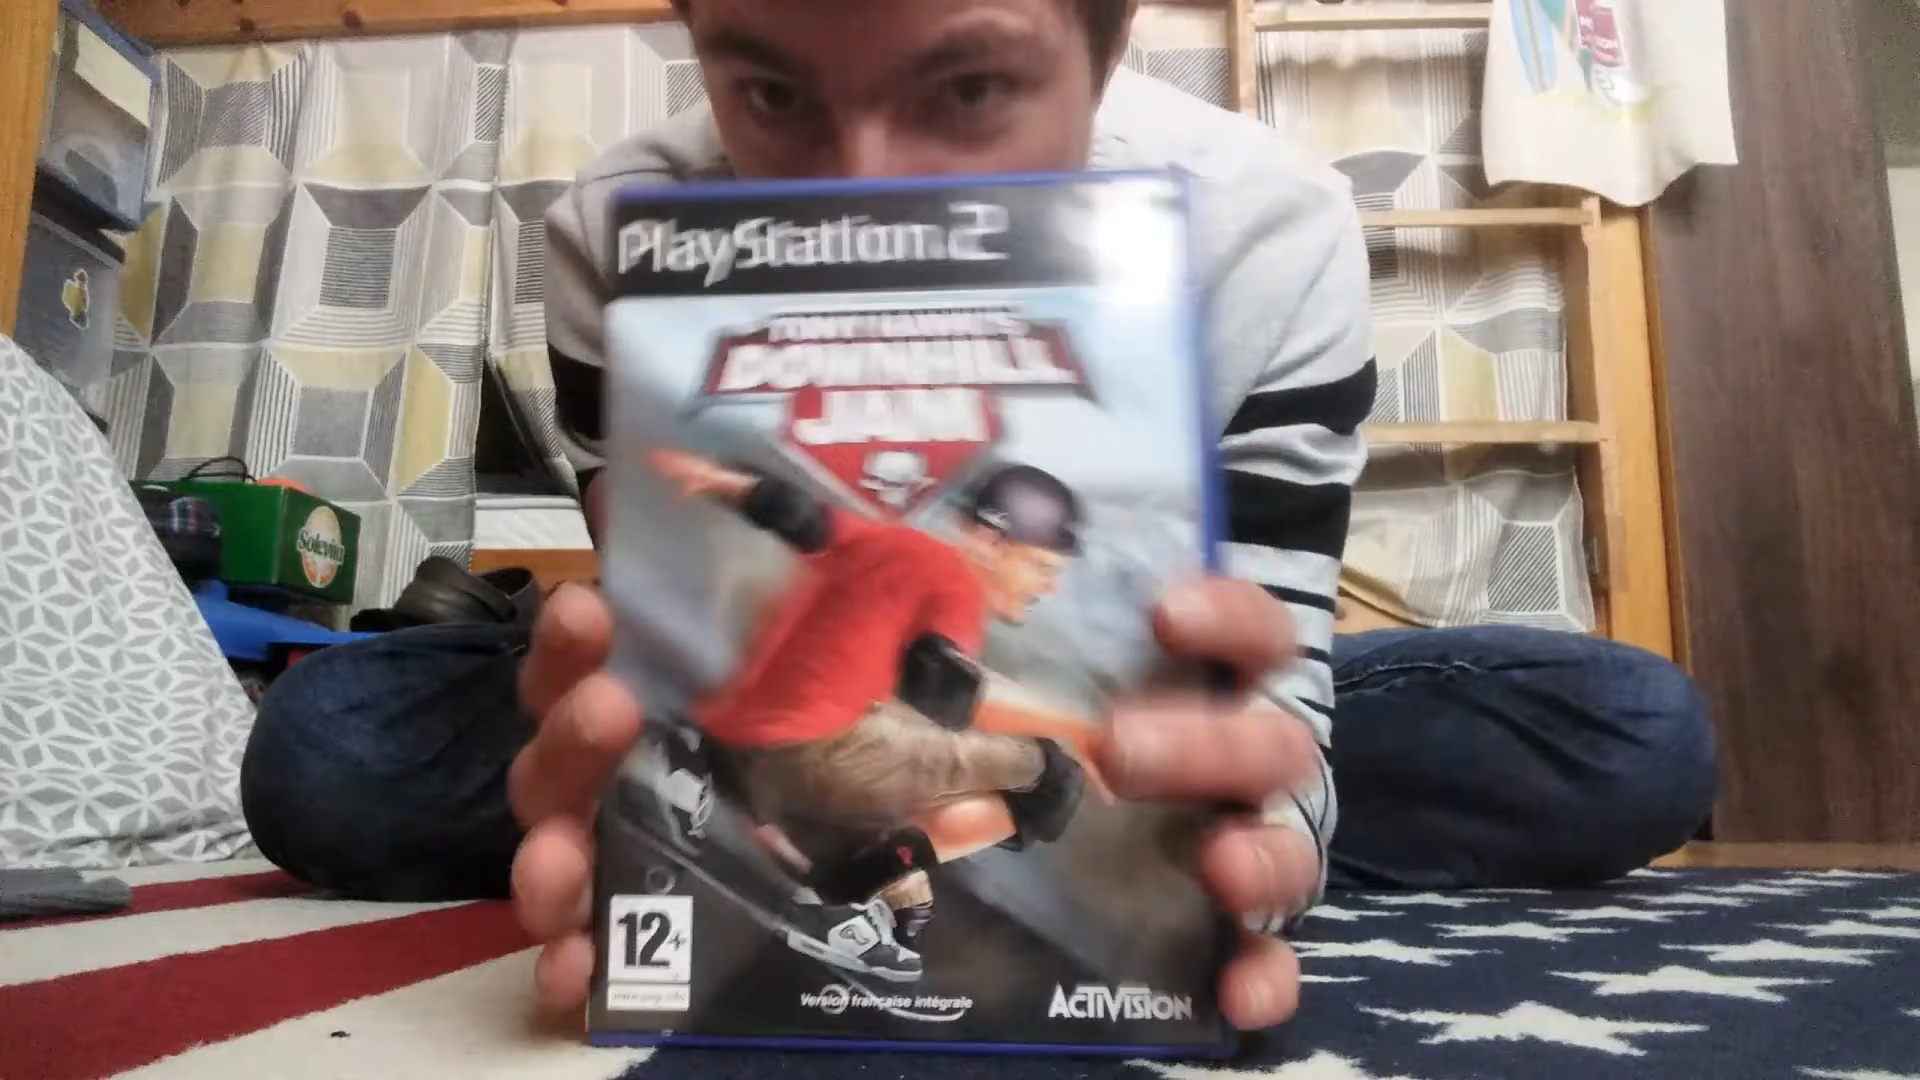 PlayStation.2
TONY HAWK'S
DOWNHILL
JAM
Solevita
12+
Version française intégrale
ACTIVISION